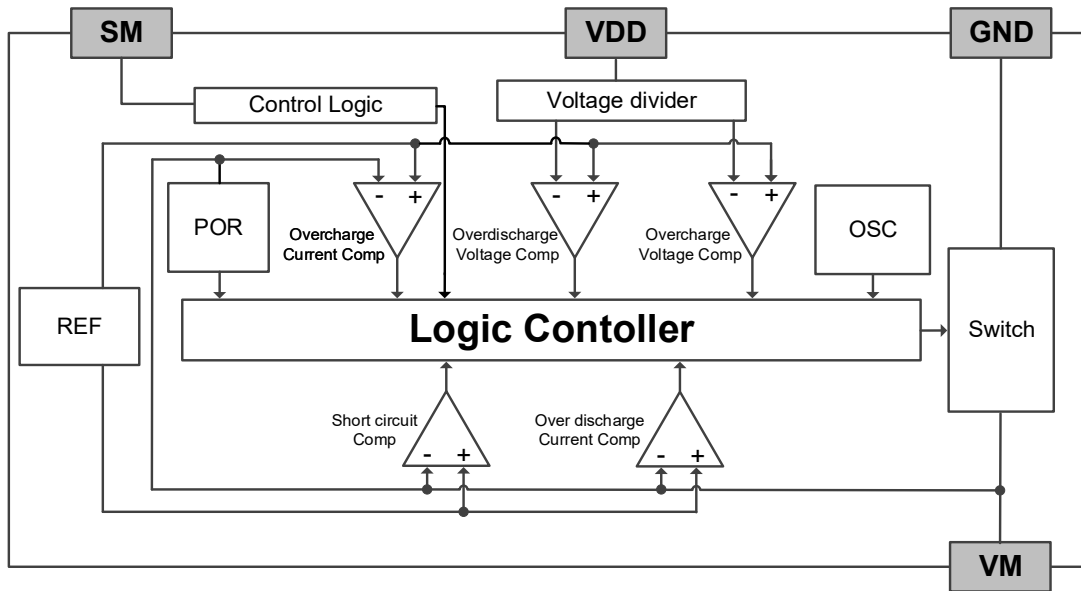 SM
VDD
GND
Control Logic
Voltage divider
- +
- +
- +
POR
Overcharge
Current Comp
Overdischarge
Voltage Comp
Overcharge
Voltage Comp
OSC
REF
Logic Contoller
Switch
Short circuit
Comp
- +
Over discharge
Current Comp
- +
VM